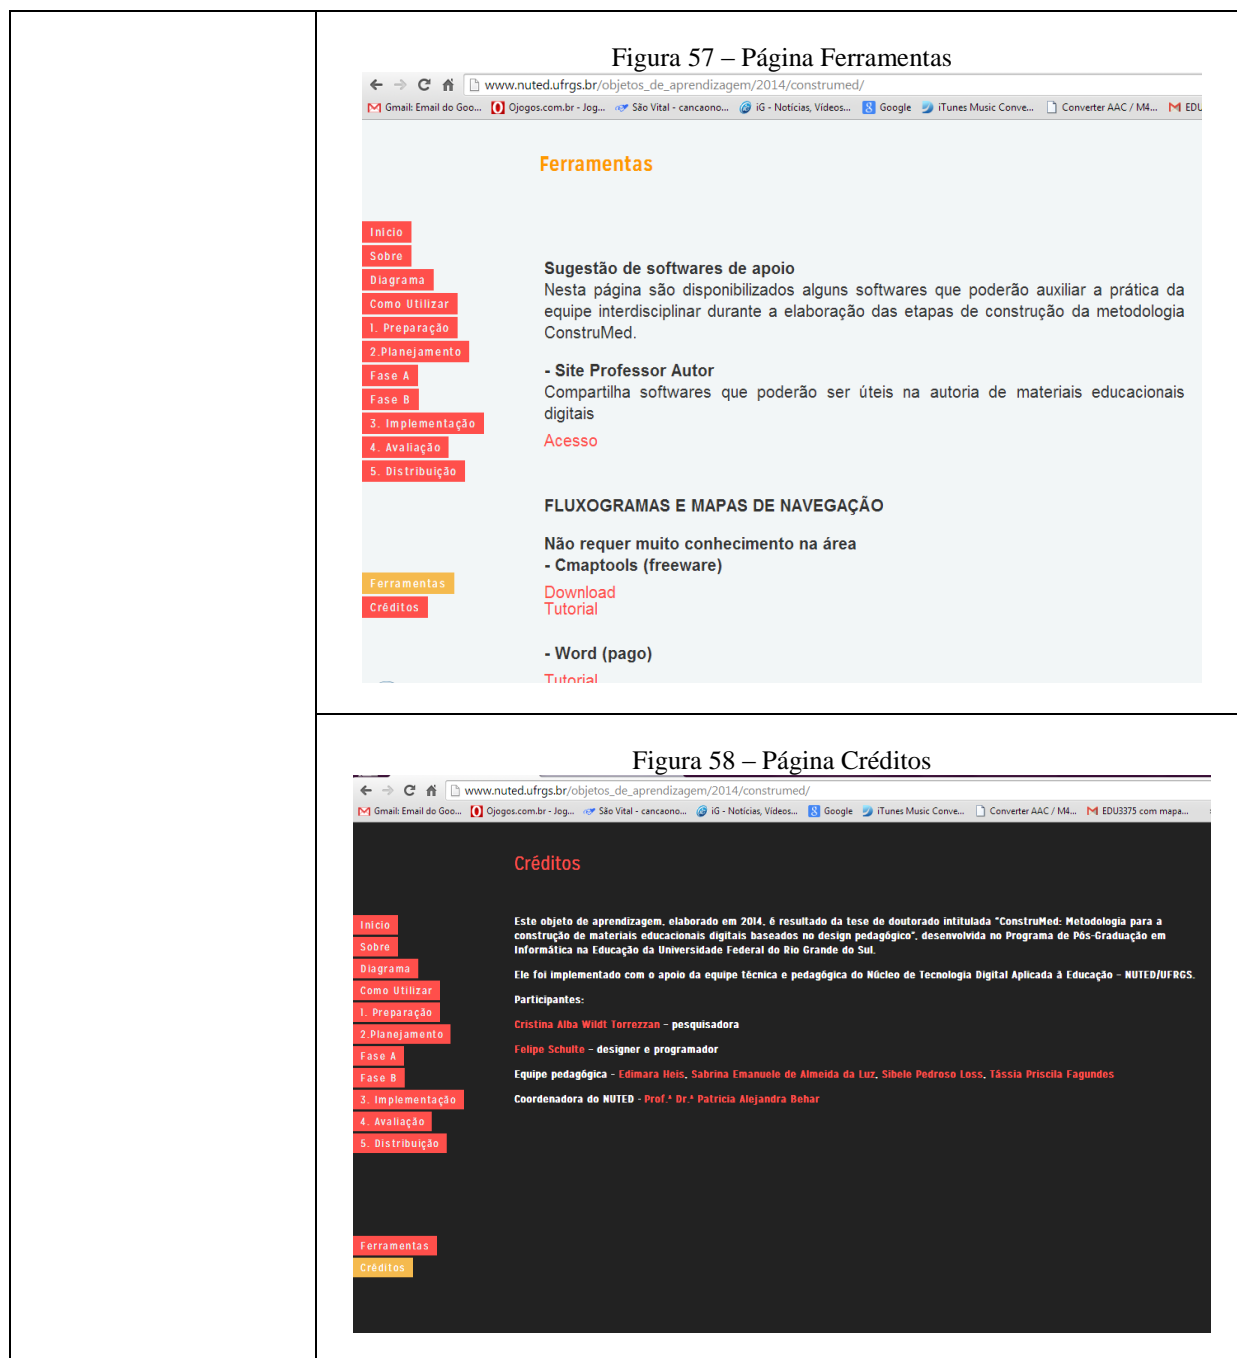 Figura 57 – Página Ferramentas
www.nuted.ufrgs.br/objetos_de_aprendizagem/2014/construmed/
Gmail: Email do Goo... Ojogos.com.br - Jog... São Vital - cancaono... iG - Notícias, Vídeos... Google iTunes Music Conve... Converter AAC / M4... EDU
Ferramentas
Início
Sobre
Diagrama
Como Utilizar
1. Preparação
2.Planejamento
Fase A
Fase B
3. Implementação
4. Avaliação
5. Distribuição
Ferramentas
Créditos
Sugestão de softwares de apoio
Nesta página são disponibilizados alguns softwares que poderão auxiliar a prática da
equipe interdisciplinar durante a elaboração das etapas de construção da metodologia
ConstruMed.
- Site Professor Autor
Compartilha softwares que poderão ser úteis na autoria de materiais educacionais
digitais
Acesso
FLUXOGRAMAS E MAPAS DE NAVEGAÇÃO
Não requer muito conhecimento na área
- Cmaptools (freeware)
Download
Tutorial
- Word (pago)
Tutorial
Figura 58 – Página Créditos
www.nuted.ufrgs.br/objetos_de_aprendizagem/2014/construmed/
Gmail: Email do Goo... Ojogos.com.br - Jog... São Vital - cancaono... iG - Notícias, Vídeos... Google iTunes Music Conve... Converter AAC / M4... EDU3375 com mapa...
Créditos
Início
Sobre
Diagrama
Como Utilizar
1. Preparação
2.Planejamento
Fase A
Fase B
3. Implementação
4. Avaliação
5. Distribuição
Ferramentas
Créditos
Este objeto de aprendizagem, elaborado em 2014, é resultado da tese de doutorado intitulada "ConstruMed: Metodologia para a
construção de materiais educacionais digitais baseados no design pedagógico", desenvolvida no Programa de Pós-Graduação em
Informática na Educação da Universidade Federal do Rio Grande do Sul.
Ele foi implementado com o apoio da equipe técnica e pedagógica do Núcleo de Tecnologia Digital Aplicada à Educação – NUTED/UFRGS.
Participantes:
Cristina Alba Wildt Torrezzan – pesquisadora
Felipe Schulte – designer e programador
Equipe pedagógica - Edimara Heis, Sabrina Emanuele de Almeida da Luz, Sibele Pedroso Loss, Tássia Priscila Fagundes
Coordenadora do NUTED - Prof.ª Dr.ª Patricia Alejandra Behar